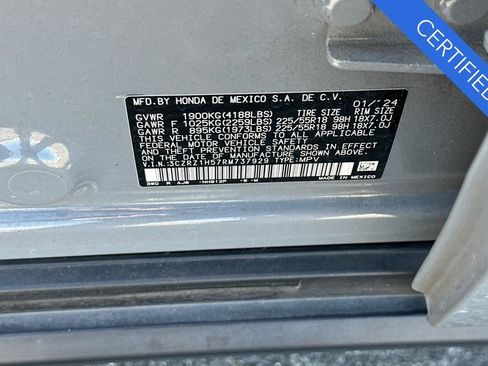 CERTIFIED
MFD.BY HONDA DE MEXICO S.A. DE C.V. 01/'24
TIRE SIZE RIM SIZE
GVWR 1900KG(4188LBS)
GAWR F 1025KG(2259LBS) 225/55R18 98H 18X7.0J
GAWR R 895KG(1973LBS) 225/55R18 98H 18X7.0J
THIS VEHICLE CONFORMS TO ALL APPLICABLE
FEDERAL MOTOR VEHICLE SAFETY AND
THEFT PREVENTION STANDARDS IN EFFECT ON
THE DATE OF MANUFACTURE SHOWN ABOVE.
V.I.N.:3CZRZ1H57RM737929 TYPE:MPV
3W0 R AJB NH912P -B -M
MADE IN MEXICO